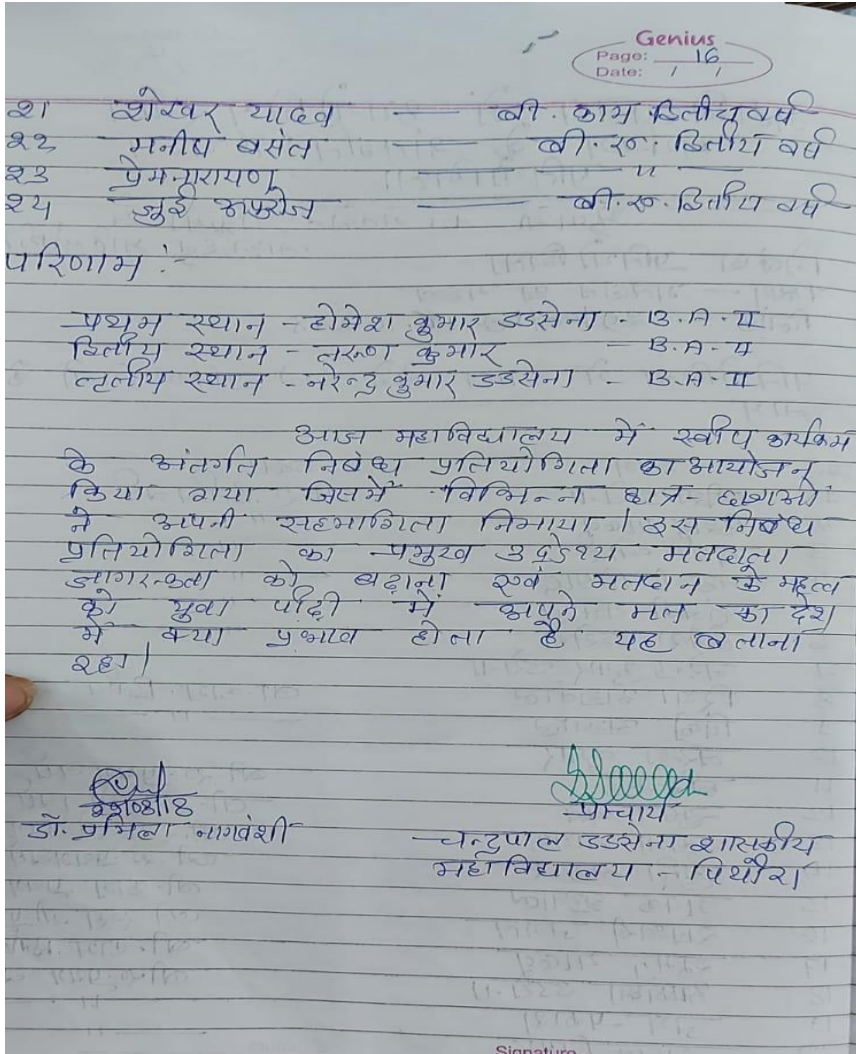 Genius
Page: 16
Date: / /
२१ शेखर यादव — बी. काम द्वितीय वर्ष
२२ मनीष बसंत — बी.ए. द्वितीय वर्ष
२३ प्रेमनारायण — " —
२४ जुई अफरोज — बी.ए. द्वितीय वर्ष
परिणाम :-
प्रथम स्थान - होमेश कुमार डडसेना - B.A-II
द्वितीय स्थान - तरूण कुमार - B.A-II
तृतीय स्थान - नरेन्द्र कुमार डडसेना - B.A-II
आज महाविद्यालय में स्वीप कार्यक्रम
के अंतर्गत निबंध प्रतियोगिता का आयोजन
किया गया जिसमें विभिन्न छात्र-छात्राओं
ने अपनी सहभागिता निभाया। इस निबंध
प्रतियोगिता का प्रमुख उद्देश्य मतदाता
जागरूकता को बढ़ाना एवं मतदान के महत्व
को युवा पीढ़ी में अपने मत का देश
में क्या प्रभाव होता है यह बताना
रहा।
डॉ. प्रमिला नागवंशी
प्राचार्य
चन्द्रपाल डडसेना शासकीय
महाविद्यालय - पिथौरा
Signature